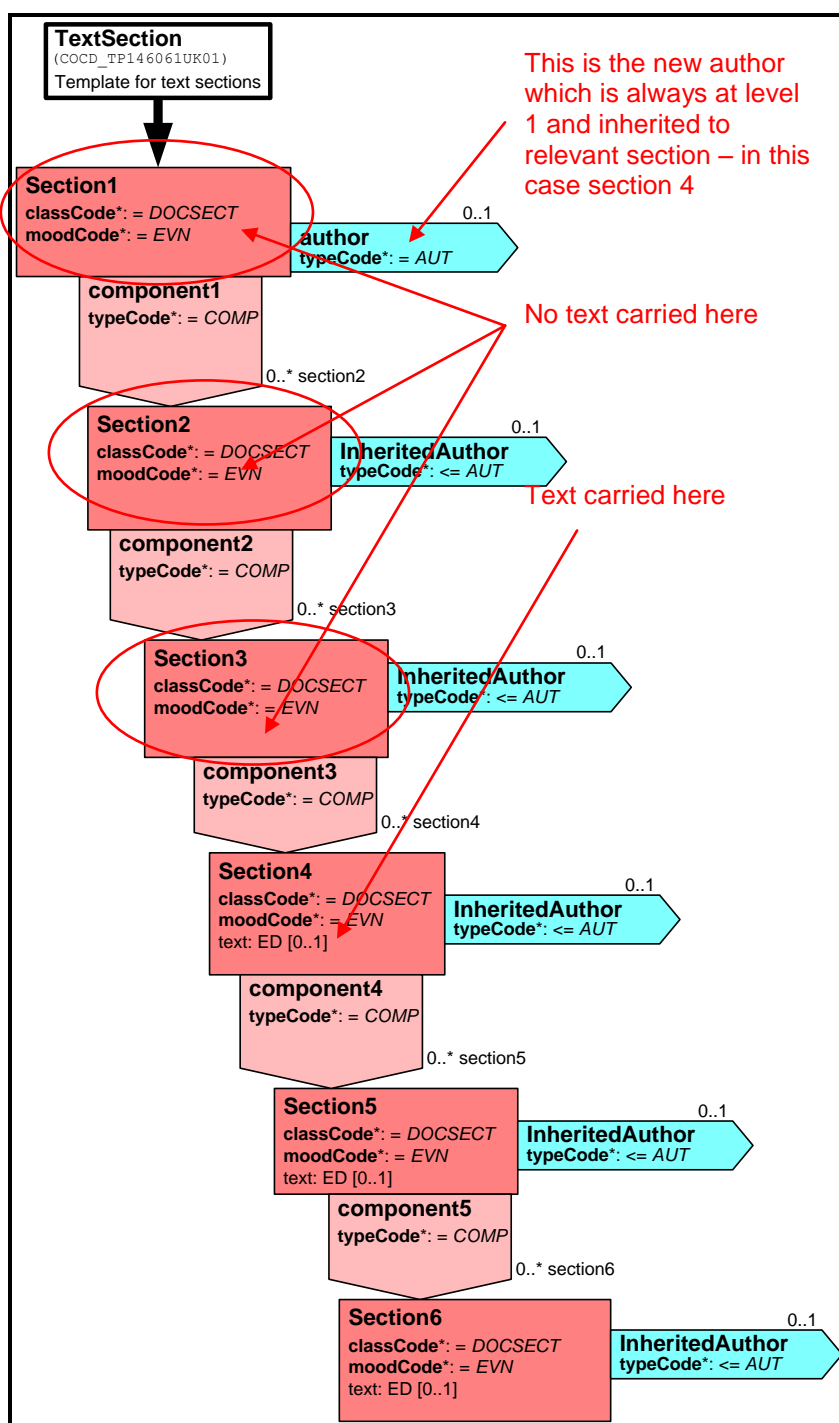 TextSection
(COCD_TP146061UK01)
Template for text sections
This is the new author
which is always at level
1 and inherited to
relevant section – in this
case section 4
Section1
classCode*: = DOCSECT
moodCode*: = EVN
0..1
author
typeCode*: = AUT
component1
typeCode*: = COMP
No text carried here
0..* section2
Section2
classCode*: = DOCSECT
moodCode*: = EVN
0..1
InheritedAuthor
typeCode*: <= AUT
Text carried here
component2
typeCode*: = COMP
0..* section3
Section3
classCode*: = DOCSECT
moodCode*: = EVN
0..1
InheritedAuthor
typeCode*: <= AUT
component3
typeCode*: = COMP
0..* section4
Section4
classCode*: = DOCSECT
moodCode*: = EVN
text: ED [0..1]
0..1
InheritedAuthor
typeCode*: <= AUT
component4
typeCode*: = COMP
0..* section5
Section5
classCode*: = DOCSECT
moodCode*: = EVN
text: ED [0..1]
0..1
InheritedAuthor
typeCode*: <= AUT
component5
typeCode*: = COMP
0..* section6
Section6
classCode*: = DOCSECT
moodCode*: = EVN
text: ED [0..1]
0..1
InheritedAuthor
typeCode*: <= AUT